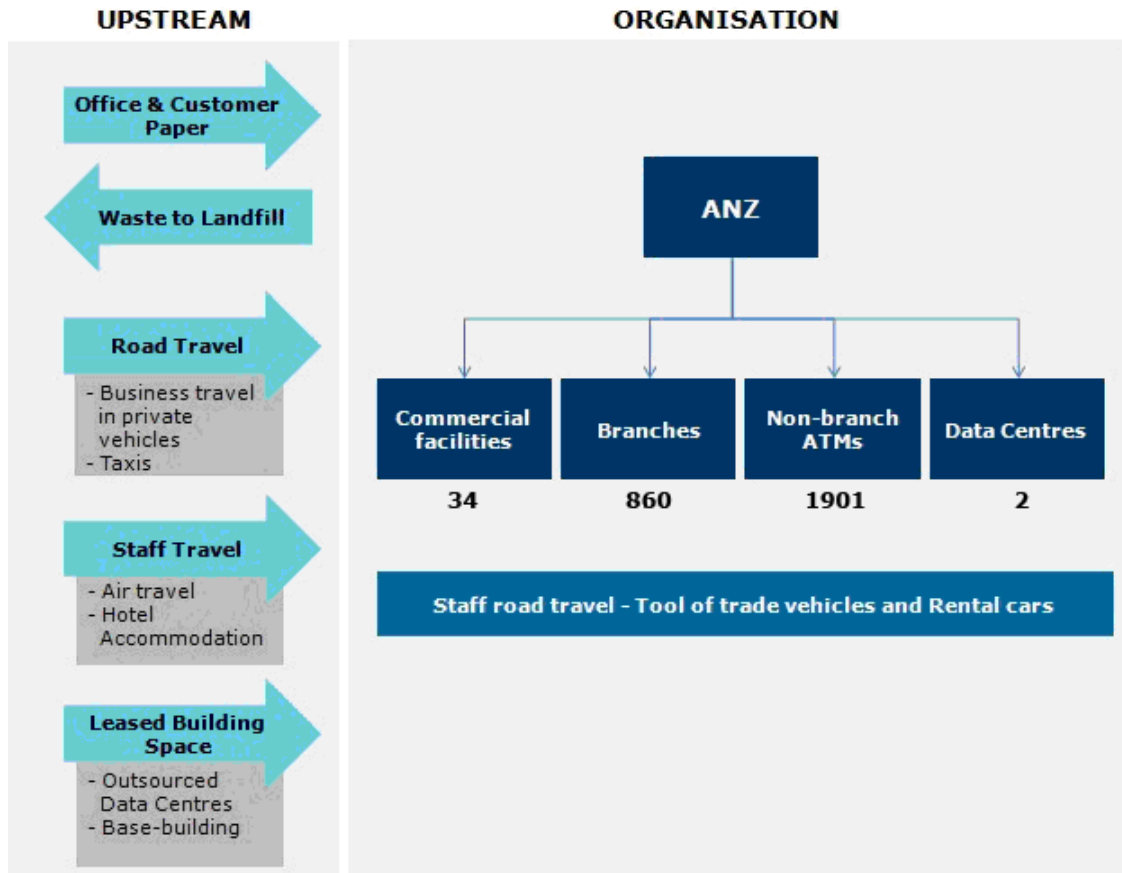 UPSTREAM
Office & Customer
Paper
Waste to Landfill
Road Travel
- Business travel
in private
vehicles
- Taxis
Staff Travel
- Air travel
- Hotel
Accommodation
Leased Building
Space
- Outsourced
Data Centres
- Base-building
ORGANISATION
ANZ
Commercial
facilities
34
Branches
860
Non-branch
ATMs
1901
Data Centres
2
Staff road travel - Tool of trade vehicles and Rental cars